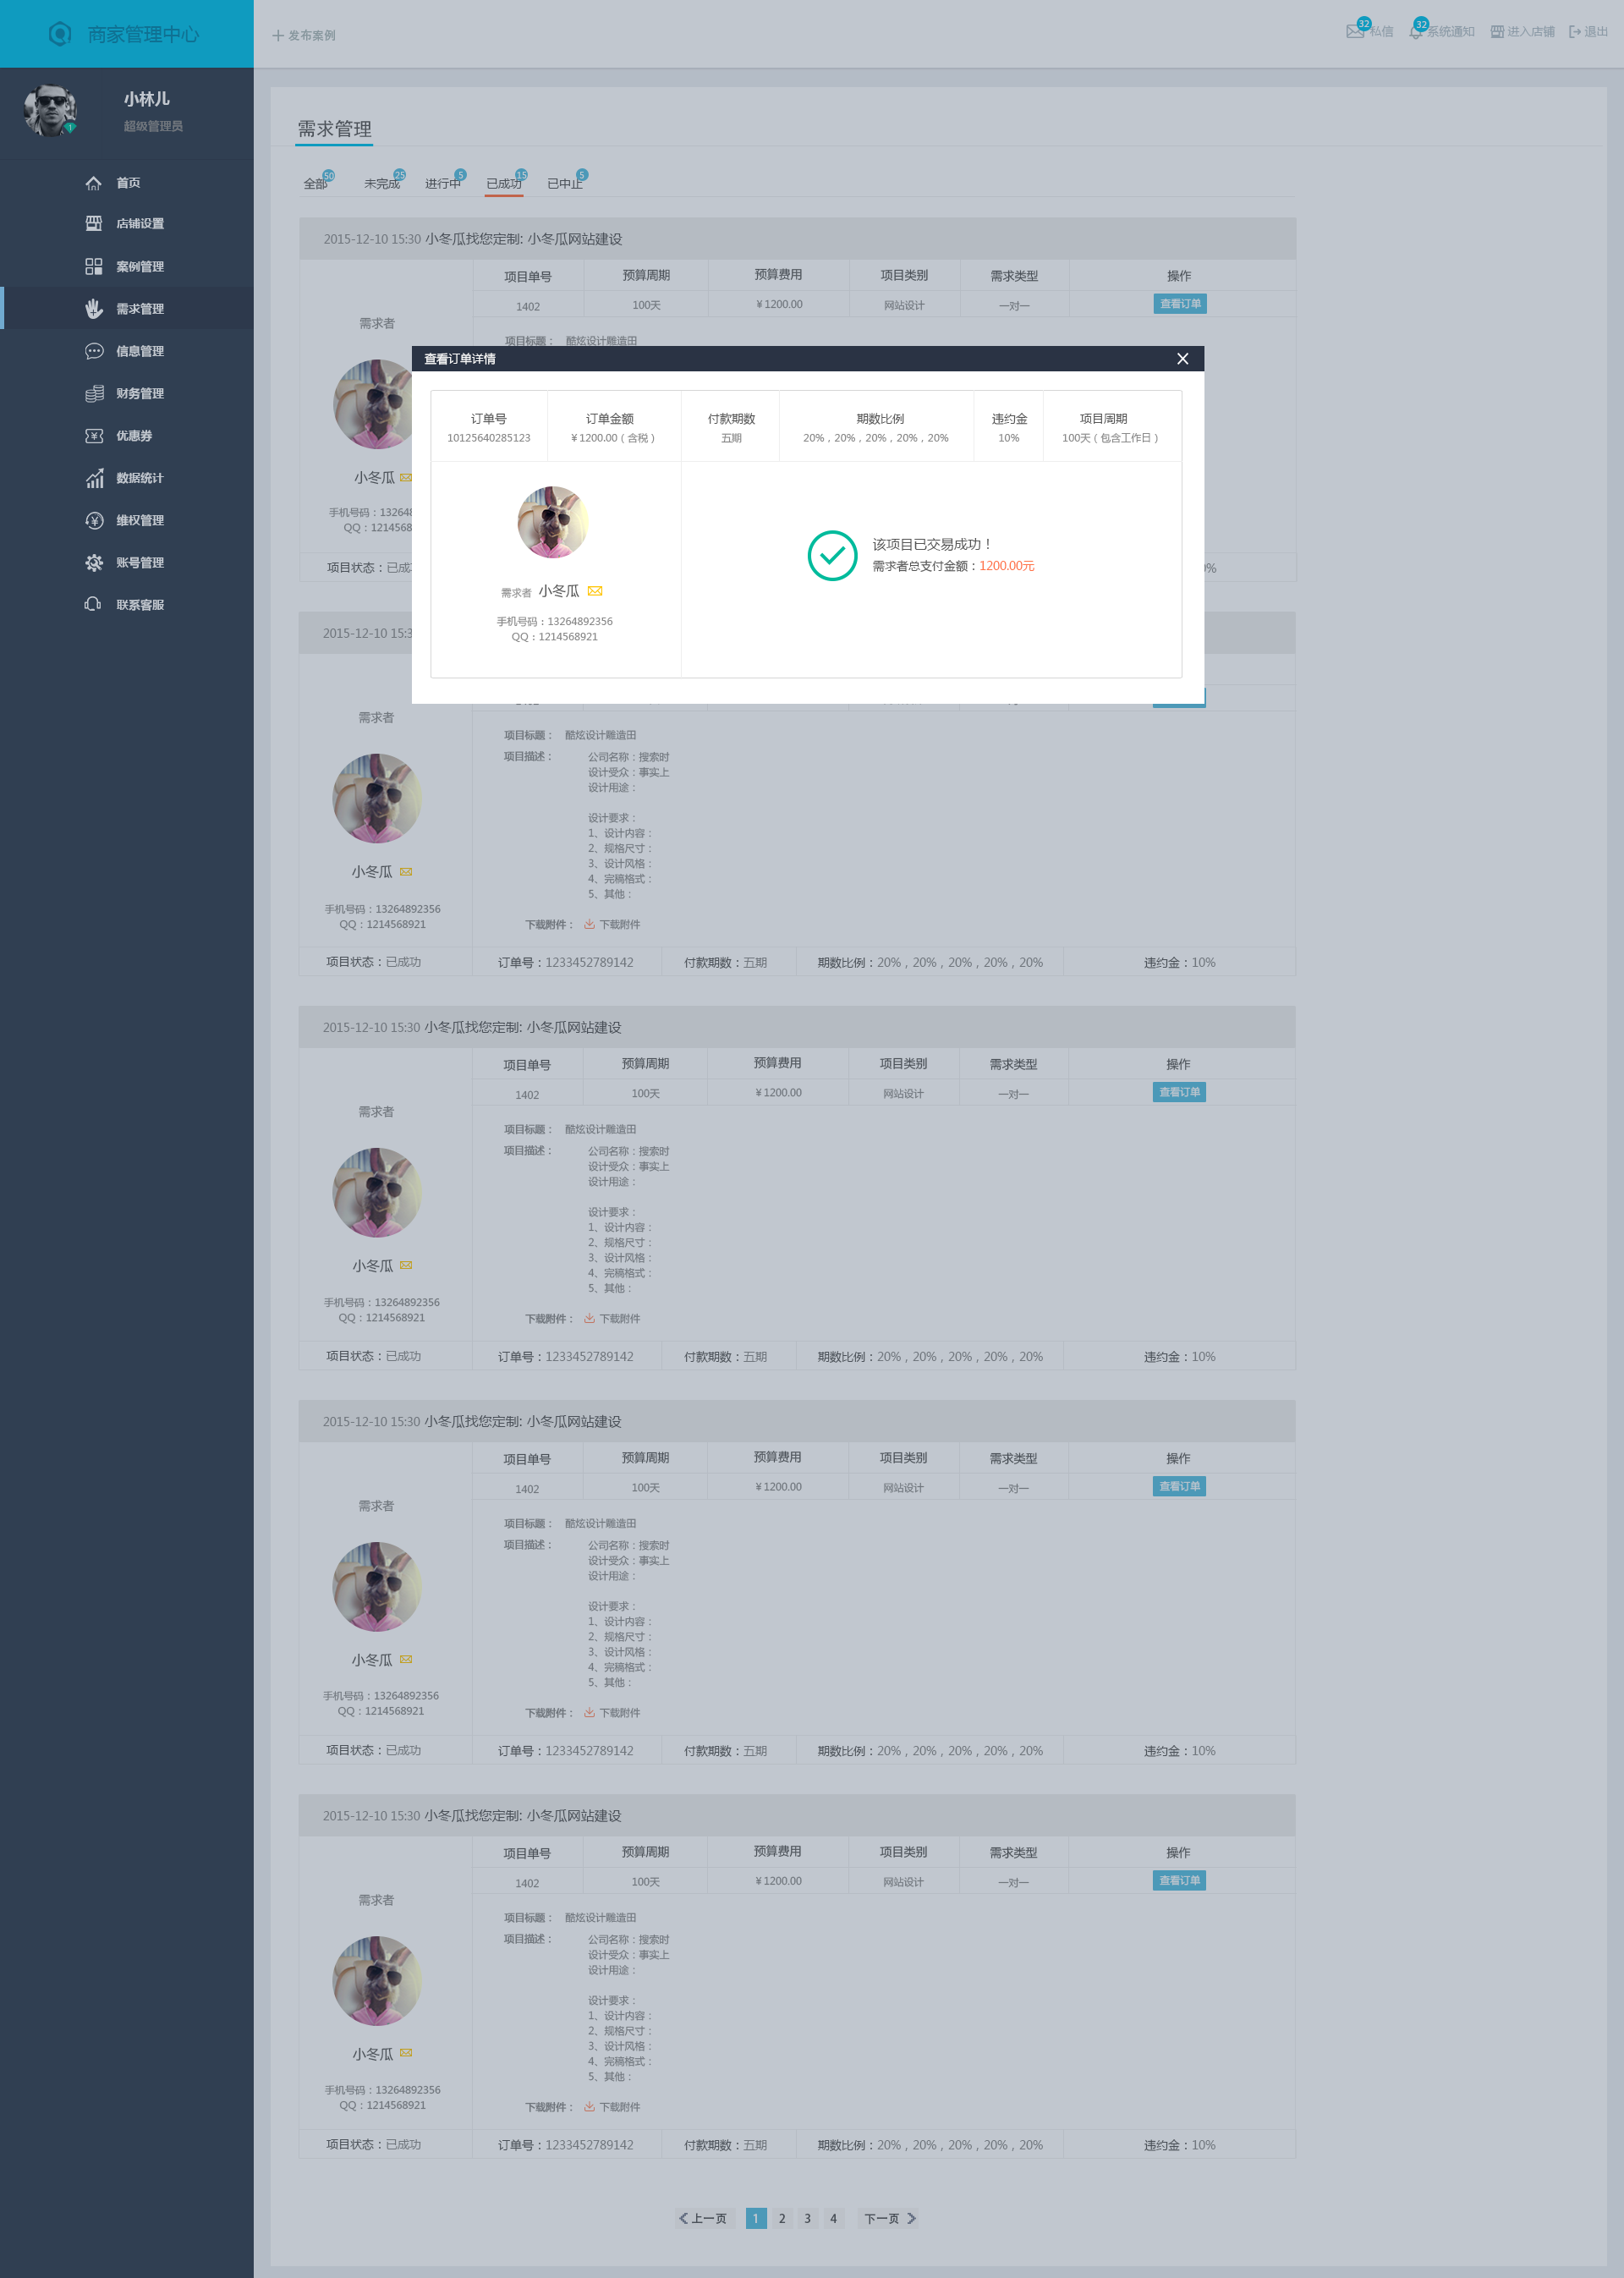 商家管理中心
发布案例
32
私信
32
系统通知
进入店铺
退出
小林儿
超级管理员
首页
店铺设置
案例管理
需求管理
信息管理
财务管理
优惠券
数据统计
维权管理
账号管理
联系客服
需求管理
全部 50 未完成 25 进行中 5 已成功 15 已中止 5
2015-12-10 15:30 小冬瓜找您定制: 小冬瓜网站建设
项目单号 预算周期 预算费用 项目类别 需求类型 操作
1402 100天 ¥1200.00 网站设计 一对一 查看订单
需求者
项目标题： 酷炫设计雕造田
小冬瓜
手机号码：132648
QQ：1214568
项目状态：已成
0%
查看订单详情
订单号 订单金额 付款期数 期数比例 违约金 项目周期
10125640285123 ¥1200.00（含税） 五期 20%，20%，20%，20%，20% 10% 100天（包含工作日）
该项目已交易成功！
需求者总支付金额：1200.00元
需求者 小冬瓜
手机号码：13264892356
QQ：1214568921
2015-12-10 15:3
需求者
项目标题： 酷炫设计雕造田
项目描述： 公司名称：搜索时
设计受众：事实上
设计用途：
设计要求：
1、设计内容：
2、规格尺寸：
3、设计风格：
4、完稿格式：
5、其他：
下载附件： 下载附件
小冬瓜
手机号码：13264892356
QQ：1214568921
项目状态：已成功 订单号：1233452789142 付款期数：五期 期数比例：20%，20%，20%，20%，20% 违约金：10%
2015-12-10 15:30 小冬瓜找您定制: 小冬瓜网站建设
项目单号 预算周期 预算费用 项目类别 需求类型 操作
1402 100天 ¥1200.00 网站设计 一对一 查看订单
需求者
项目标题： 酷炫设计雕造田
项目描述： 公司名称：搜索时
设计受众：事实上
设计用途：
设计要求：
1、设计内容：
2、规格尺寸：
3、设计风格：
4、完稿格式：
5、其他：
下载附件： 下载附件
小冬瓜
手机号码：13264892356
QQ：1214568921
项目状态：已成功 订单号：1233452789142 付款期数：五期 期数比例：20%，20%，20%，20%，20% 违约金：10%
2015-12-10 15:30 小冬瓜找您定制: 小冬瓜网站建设
项目单号 预算周期 预算费用 项目类别 需求类型 操作
1402 100天 ¥1200.00 网站设计 一对一 查看订单
需求者
项目标题： 酷炫设计雕造田
项目描述： 公司名称：搜索时
设计受众：事实上
设计用途：
设计要求：
1、设计内容：
2、规格尺寸：
3、设计风格：
4、完稿格式：
5、其他：
下载附件： 下载附件
小冬瓜
手机号码：13264892356
QQ：1214568921
项目状态：已成功 订单号：1233452789142 付款期数：五期 期数比例：20%，20%，20%，20%，20% 违约金：10%
2015-12-10 15:30 小冬瓜找您定制: 小冬瓜网站建设
项目单号 预算周期 预算费用 项目类别 需求类型 操作
1402 100天 ¥1200.00 网站设计 一对一 查看订单
需求者
项目标题： 酷炫设计雕造田
项目描述： 公司名称：搜索时
设计受众：事实上
设计用途：
设计要求：
1、设计内容：
2、规格尺寸：
3、设计风格：
4、完稿格式：
5、其他：
下载附件： 下载附件
小冬瓜
手机号码：13264892356
QQ：1214568921
项目状态：已成功 订单号：1233452789142 付款期数：五期 期数比例：20%，20%，20%，20%，20% 违约金：10%
上一页 1 2 3 4 下一页